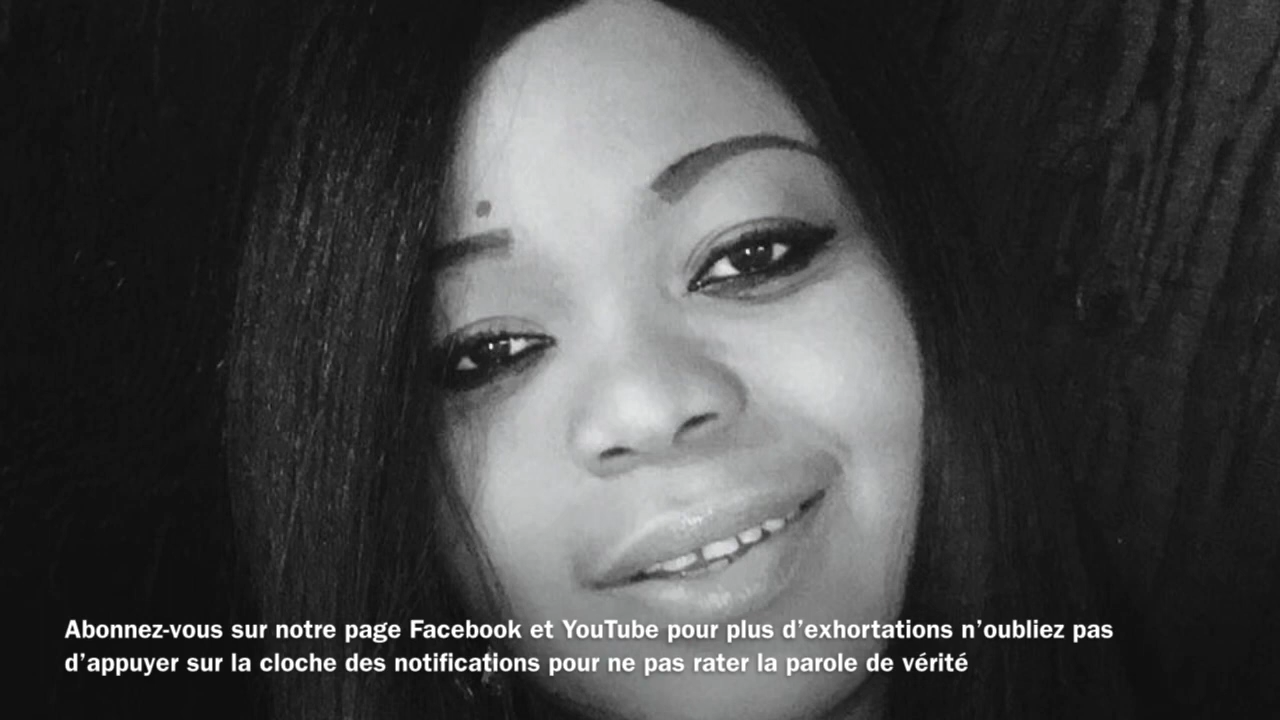 Abonnez-vous sur notre page Facebook et YouTube pour plus d’exhortations n’oubliez pas
d’appuyer sur la cloche des notifications pour ne pas rater la parole de vérité